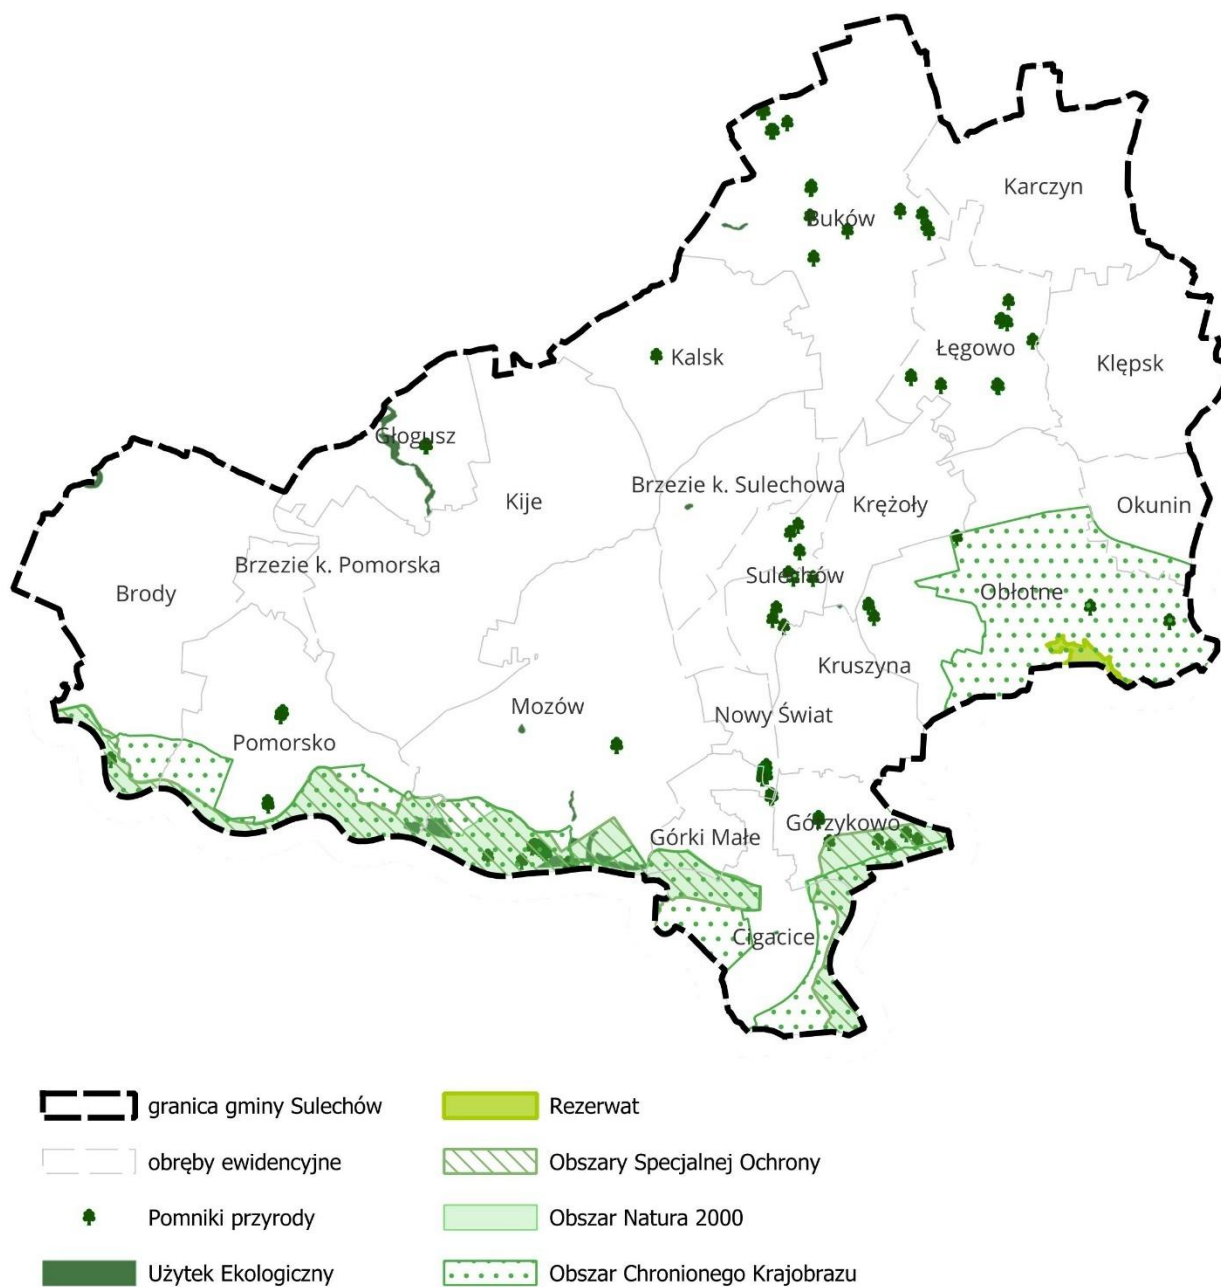 Karczyn
Buków
Łęgowo
Kalsk
Klępsk
Głogusz
Brzezie k. Sulechowa
Kije
Krężoły
Okunin
Brzezie k. Pomorska
Sulechów
Brody
Obłotne
Kruszyna
Mozów
Nowy Świat
Pomorsko
Górzykowo
Górki Małe
Cigacice
granica gminy Sulechów
obręby ewidencyjne
Pomniki przyrody
Użytek Ekologiczny
Rezerwat
Obszary Specjalnej Ochrony
Obszar Natura 2000
Obszar Chronionego Krajobrazu